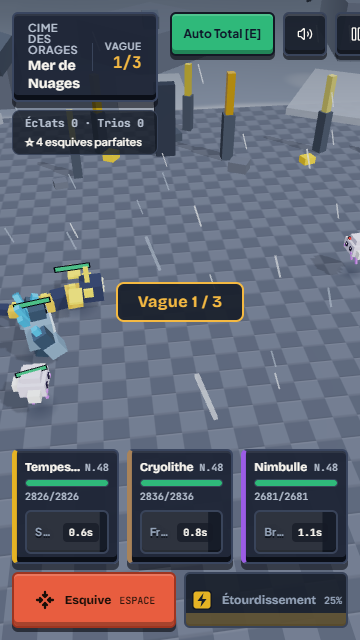 CIME
DES
ORAGES
Mer de
Nuages
VAGUE
1/3
Auto Total [E]
Éclats 0 · Trios 0
★ 4 esquives parfaites
Vague 1 / 3
Tempes... N.48
2826/2826
S... 0.6s
Cryolithe N.48
2836/2836
Fr... 0.8s
Nimbulle N.48
2681/2681
Br... 1.1s
Esquive ESPACE
Étourdissement 25%